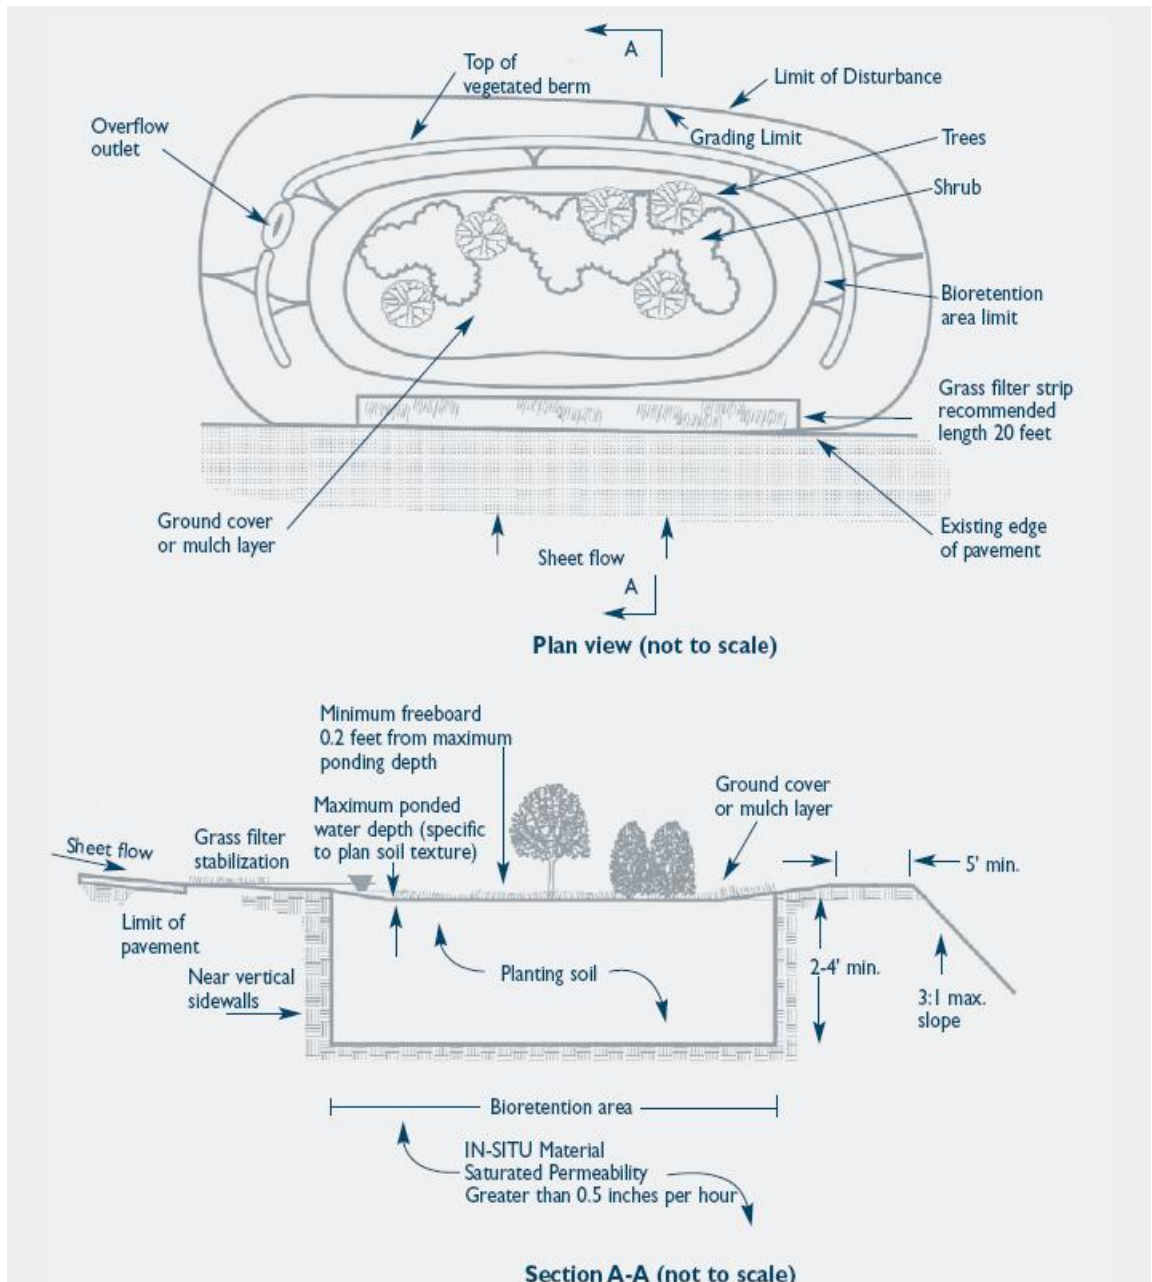 A
Top of
vegetated berm
Limit of Disturbance
Overflow
outlet
Grading Limit
Trees
Shrub
Bioretention
area limit
Grass filter strip
recommended
length 20 feet
Ground cover
or mulch layer
Existing edge
of pavement
Sheet flow
A
Plan view (not to scale)
Minimum freeboard
0.2 feet from maximum
ponding depth
Ground cover
or mulch layer
Maximum ponded
water depth (specific
to plan soil texture)
Sheet flow
Grass filter
stabilization
5' min.
Limit of
pavement
Near vertical
sidewalls
Planting soil
2-4' min.
3:1 max.
slope
Bioretention area
IN-SITU Material
Saturated Permeability
Greater than 0.5 inches per hour
Section A-A (not to scale)